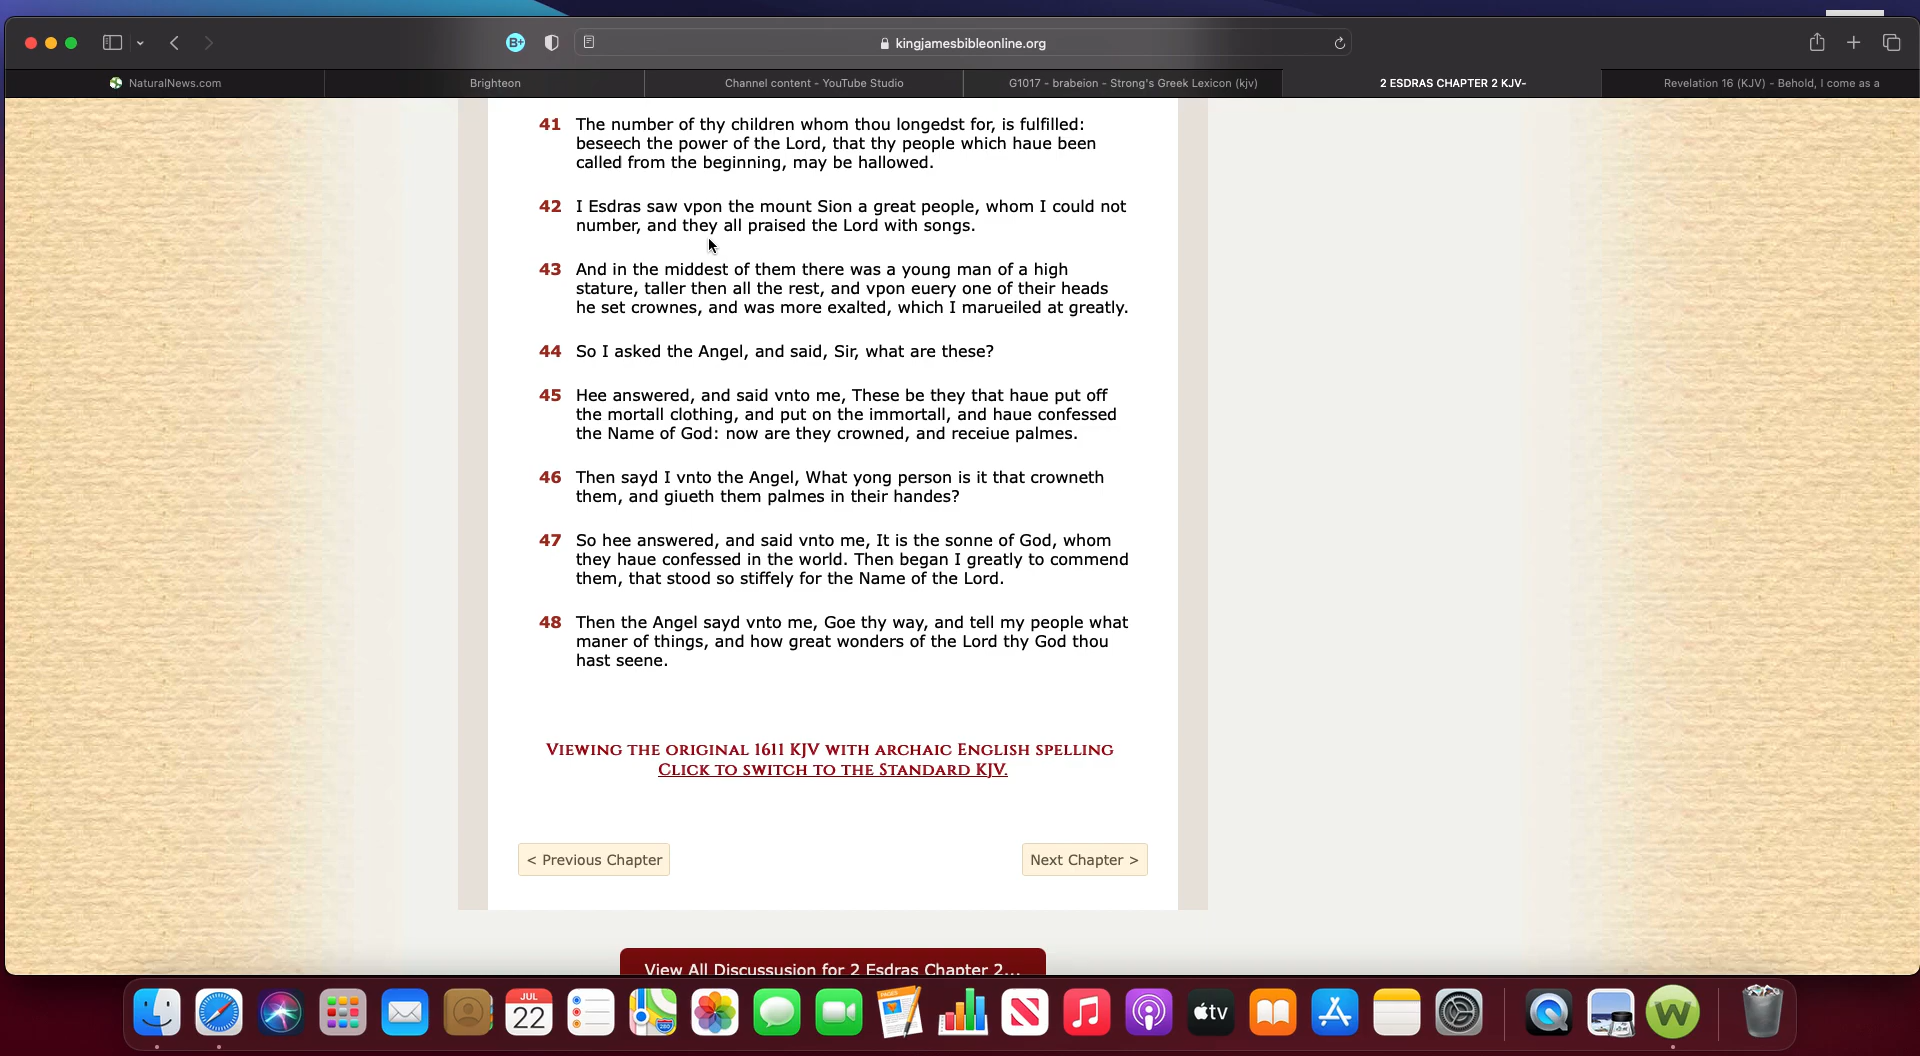 B+
kingjamesbibleonline.org
NaturalNews.com
Brighteon
Channel content - YouTube Studio
G1017 - brabeion - Strong's Greek Lexicon (kjv)
2 ESDRAS CHAPTER 2 KJV-
Revelation 16 (KJV) - Behold, I come as a
41 The number of thy children whom thou longedst for, is fulfilled:
beseech the power of the Lord, that thy people which haue been
called from the beginning, may be hallowed.
42 I Esdras saw vpon the mount Sion a great people, whom I could not
number, and they all praised the Lord with songs.
43 And in the middest of them there was a young man of a high
stature, taller then all the rest, and vpon euery one of their heads
he set crownes, and was more exalted, which I marueiled at greatly.
44 So I asked the Angel, and said, Sir, what are these?
45 Hee answered, and said vnto me, These be they that haue put off
the mortall clothing, and put on the immortall, and haue confessed
the Name of God: now are they crowned, and receiue palmes.
46 Then sayd I vnto the Angel, What yong person is it that crowneth
them, and giueth them palmes in their handes?
47 So hee answered, and said vnto me, It is the sonne of God, whom
they haue confessed in the world. Then began I greatly to commend
them, that stood so stiffely for the Name of the Lord.
48 Then the Angel sayd vnto me, Goe thy way, and tell my people what
maner of things, and how great wonders of the Lord thy God thou
hast seene.
Viewing the original 1611 KJV with archaic English spelling
Click to switch to the Standard KJV.
< Previous Chapter
Next Chapter >
View All Discussusion for 2 Esdras Chapter 2...
JUL
22
PAGES
280
tv
W